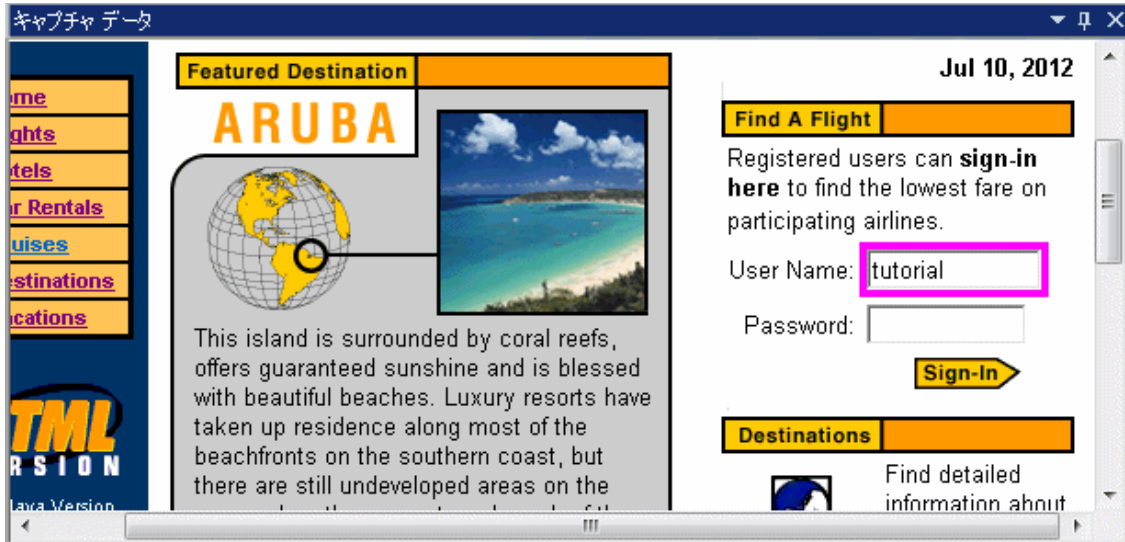 キャプチャ データ
ome
ghts
tels
r Rentals
uises
estinations
cations
TML
RSION
Java Version
Featured Destination
ARUBA
This island is surrounded by coral reefs,
offers guaranteed sunshine and is blessed
with beautiful beaches. Luxury resorts have
taken up residence along most of the
beachfronts on the southern coast, but
there are still undeveloped areas on the
Jul 10, 2012
Find A Flight
Registered users can sign-in
here to find the lowest fare on
participating airlines.
User Name: tutorial
Password:
Sign-In
Destinations
Find detailed
information about